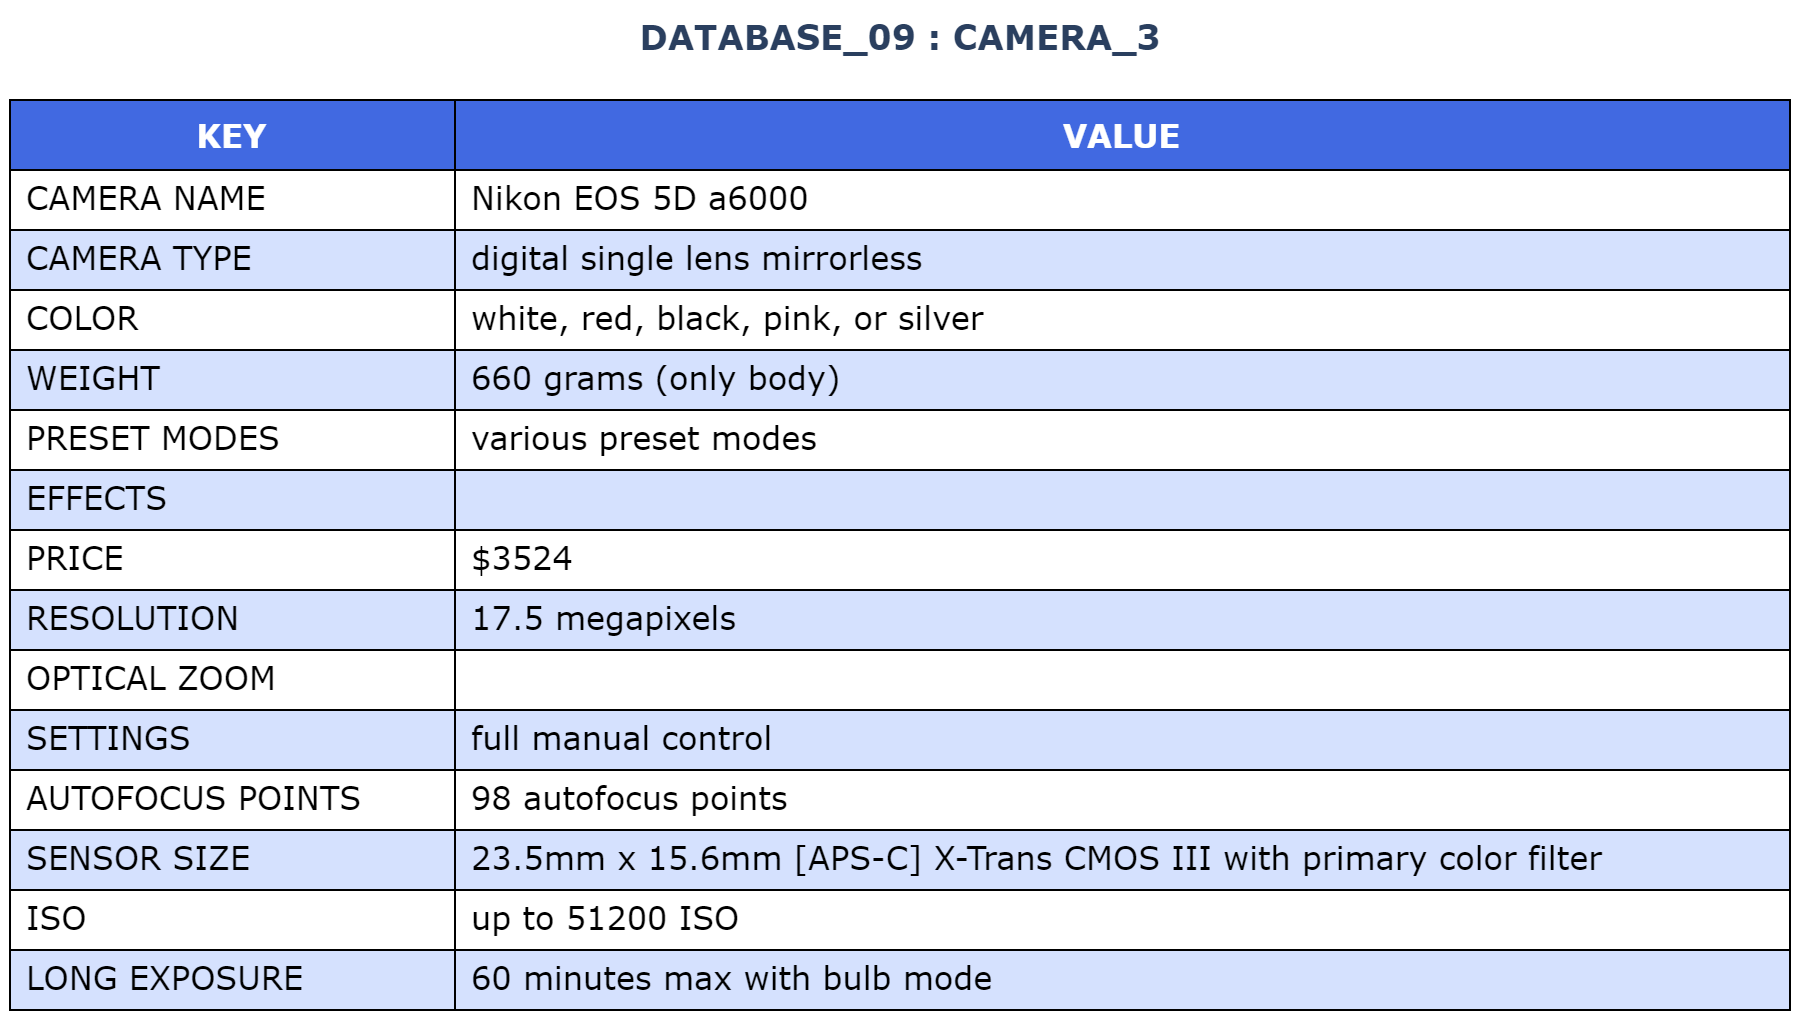 DATABASE_09 : CAMERA_3
KEY VALUE
CAMERA NAME Nikon EOS 5D a6000
CAMERA TYPE digital single lens mirrorless
COLOR white, red, black, pink, or silver
WEIGHT 660 grams (only body)
PRESET MODES various preset modes
EFFECTS
PRICE $3524
RESOLUTION 17.5 megapixels
OPTICAL ZOOM
SETTINGS full manual control
AUTOFOCUS POINTS 98 autofocus points
SENSOR SIZE 23.5mm x 15.6mm [APS-C] X-Trans CMOS III with primary color filter
ISO up to 51200 ISO
LONG EXPOSURE 60 minutes max with bulb mode